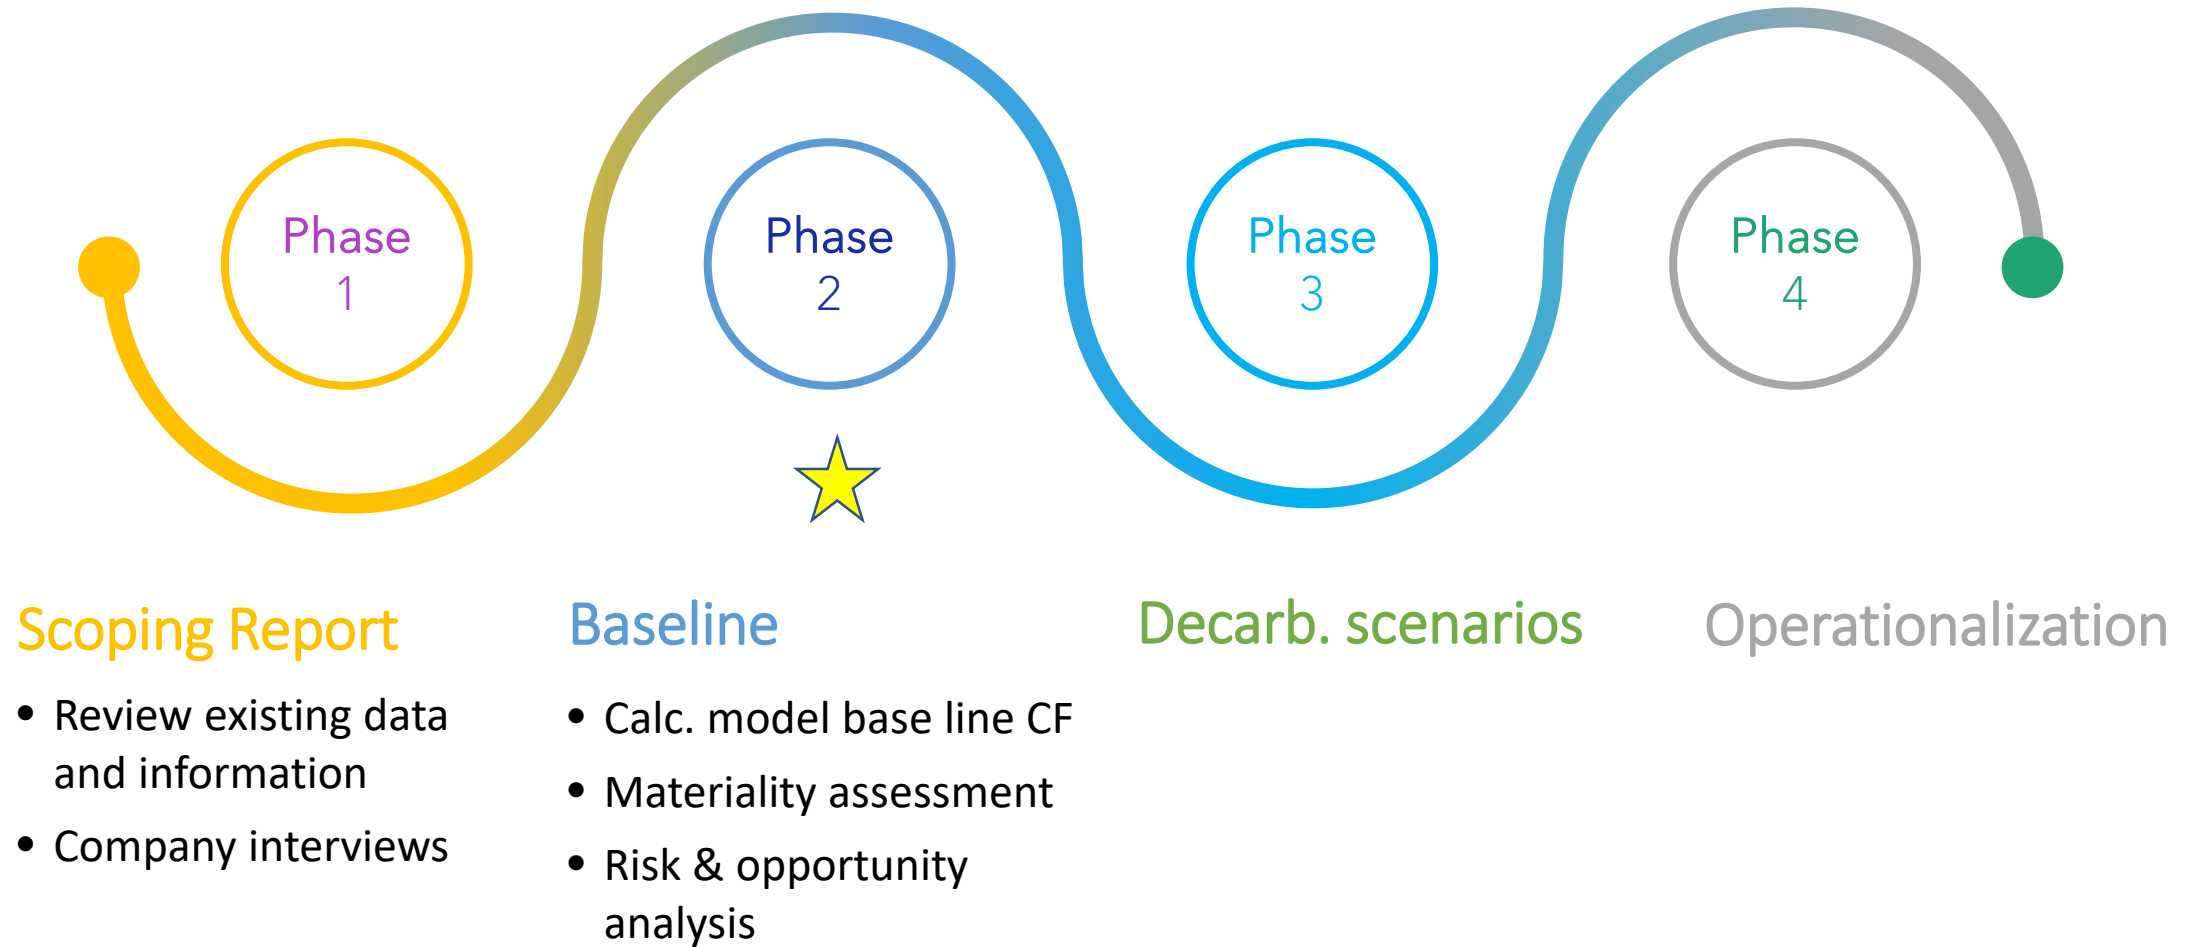 Phase
1
Phase
2
Phase
3
Phase
4
Scoping Report
• Review existing data
and information
• Company interviews
Baseline
• Calc. model base line CF
• Materiality assessment
• Risk & opportunity
analysis
Decarb. scenarios
Operationalization